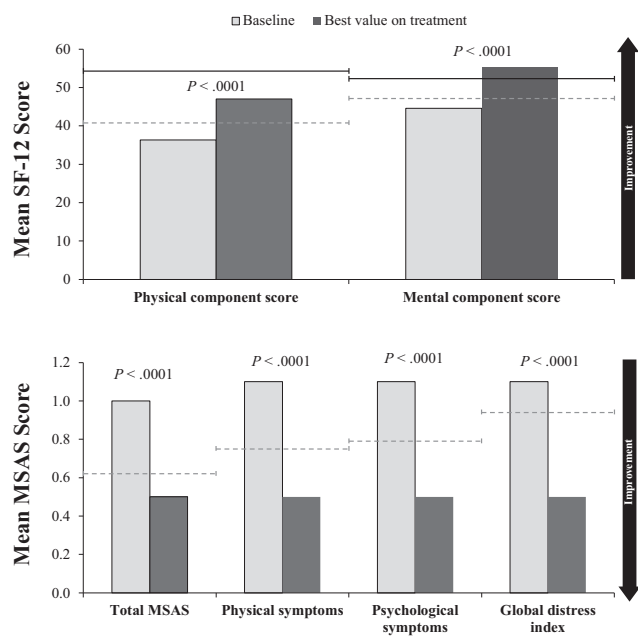 Baseline Best value on treatment
Mean SF-12 Score
60
50
40
30
20
10
0
P < .0001
P < .0001
Improvement
Physical component score
Mental component score
Mean MSAS Score
1.2
1.0
0.8
0.6
0.4
0.2
0.0
P < .0001
P < .0001
P < .0001
P < .0001
Improvement
Total MSAS
Physical symptoms
Psychological
symptoms
Global distress
index